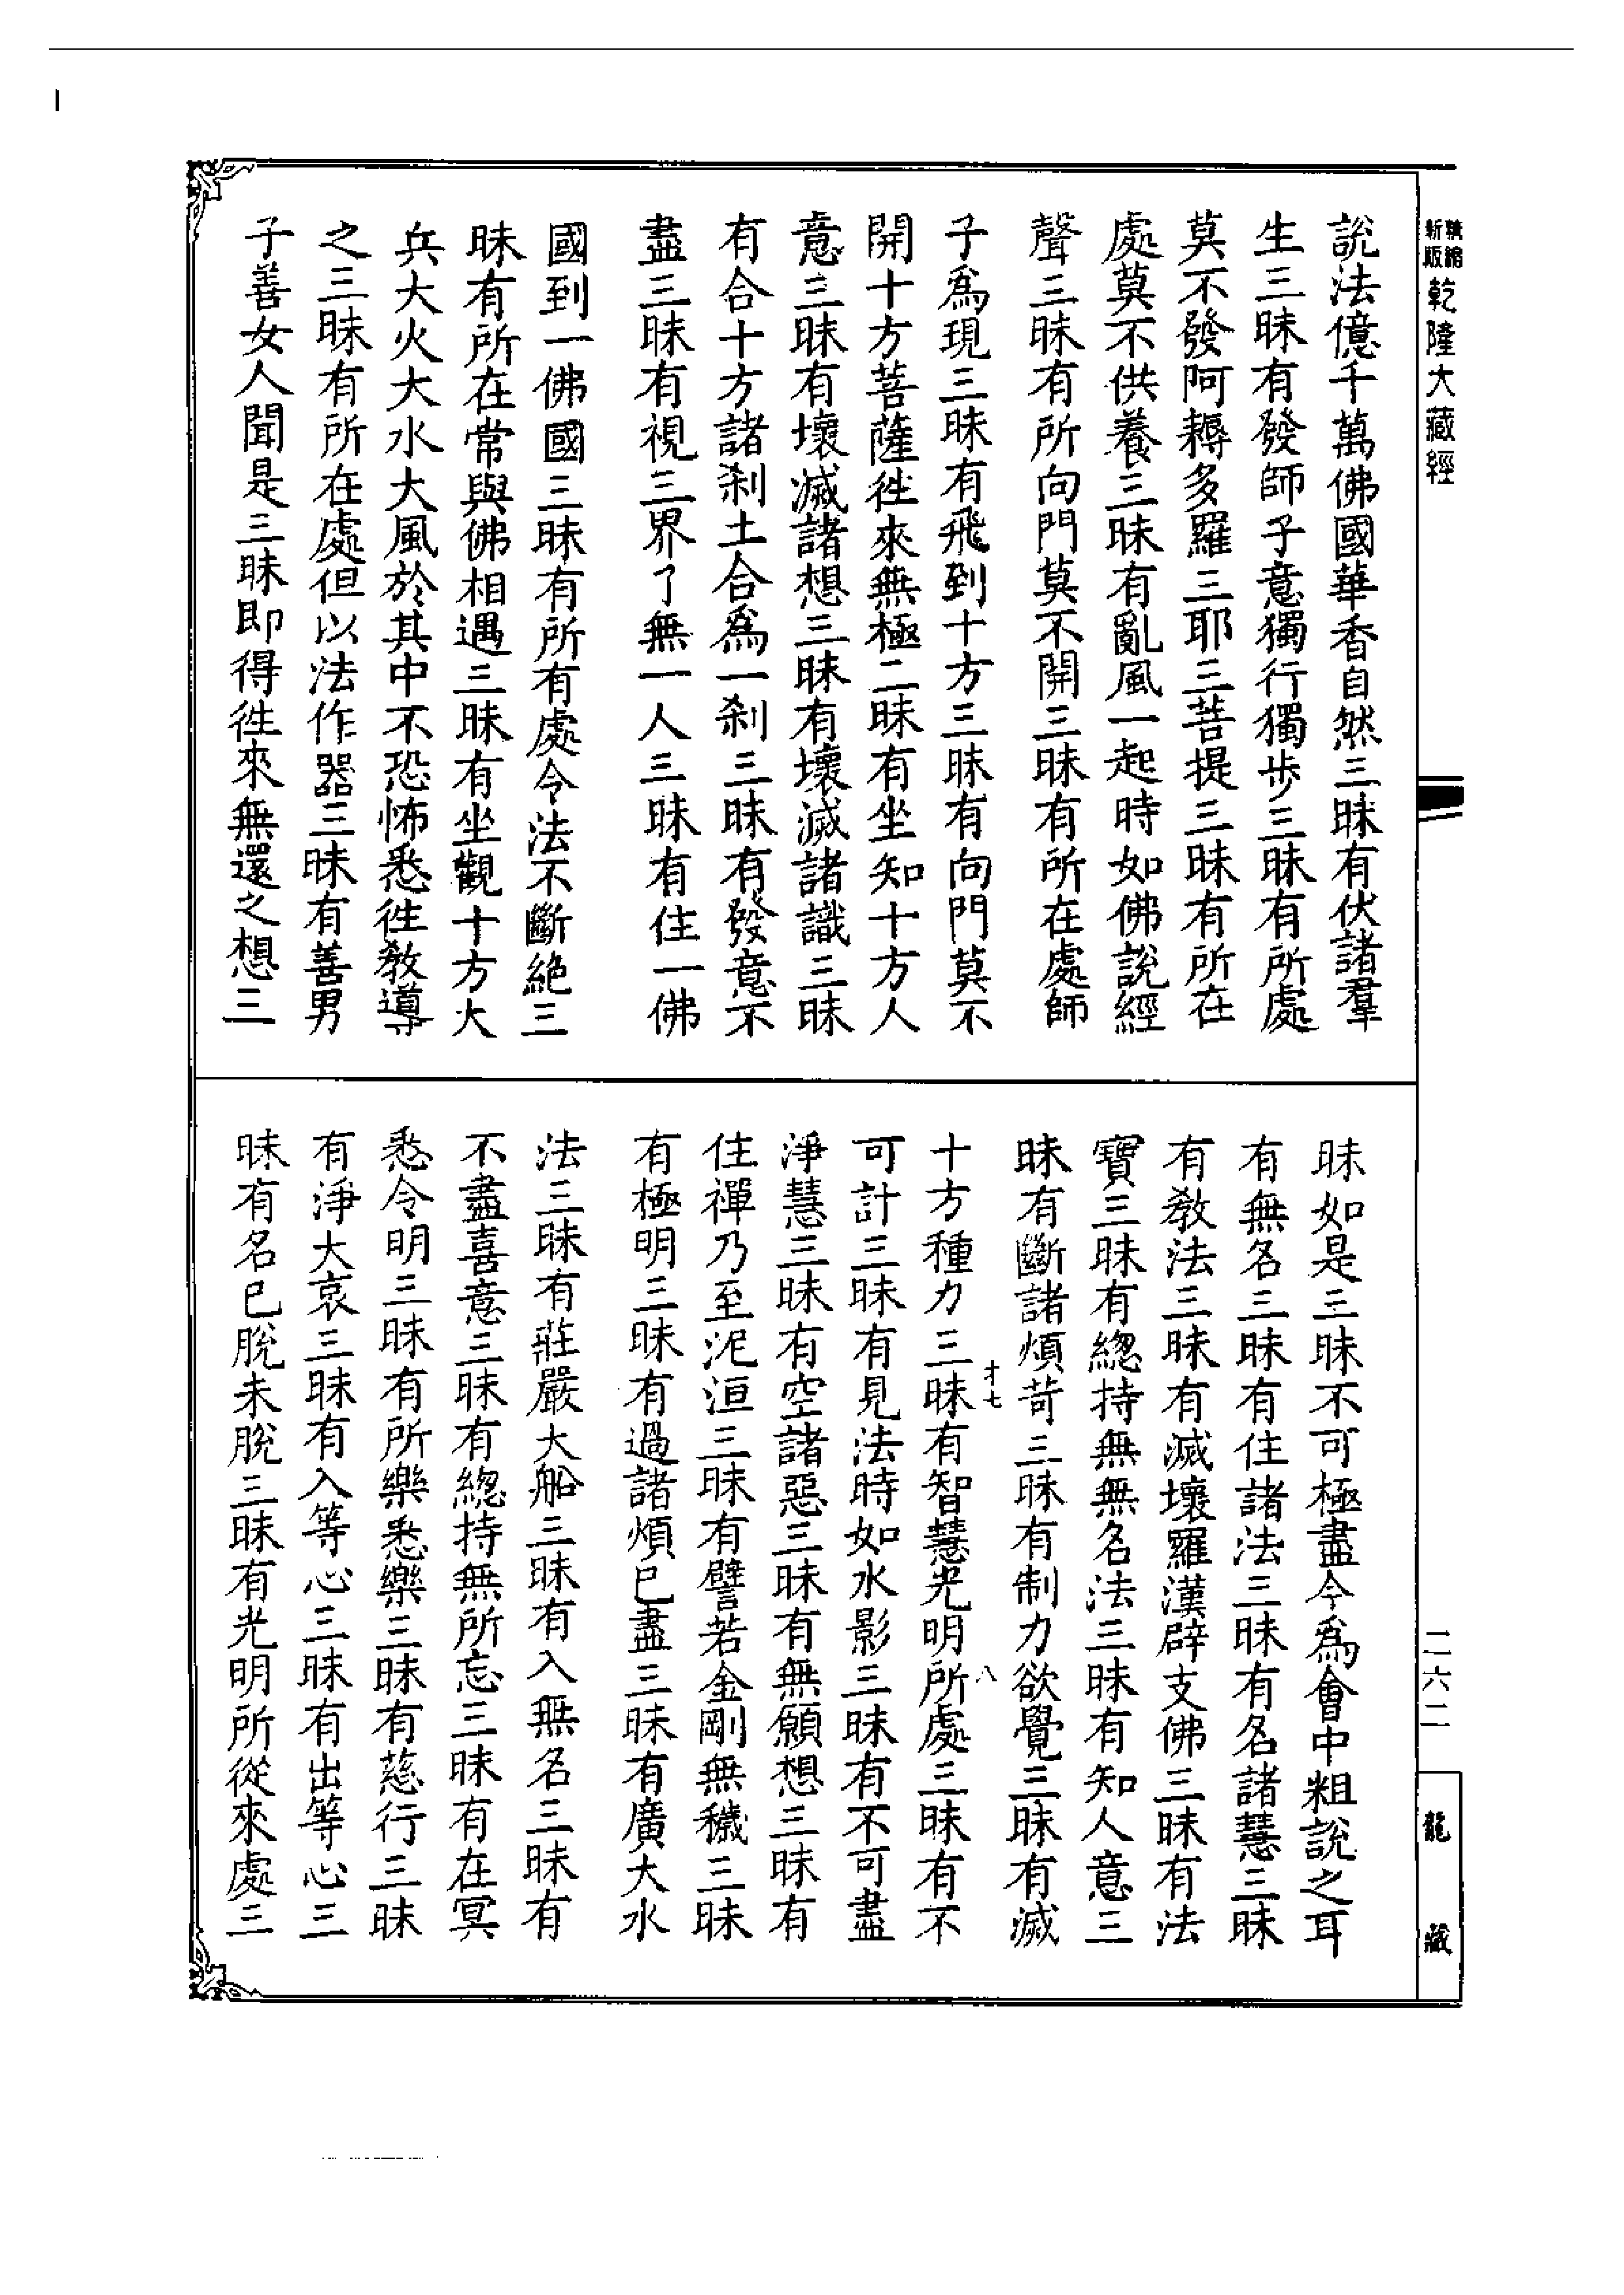 精縮新版乾隆大藏經
說法億千萬佛國華香自然三昧有伏諸羣
生三昧有發師子意獨行獨步三昧有所處
莫不發阿耨多羅三耶三菩提三昧有所在
處莫不供養三昧有亂風一起時如佛說經
聲三昧有所向門莫不開三昧有所在處師
子為現三昧有飛到十方三昧有向門莫不
開十方菩薩徃來無極二昧有坐知十方人
意三昧有壞滅諸想三昧有壞滅諸識三昧
有合十方諸刹土合為一刹三昧有發意不
盡三昧有視三界了無一人三昧有住一佛
國到一佛國三昧有所有處令法不斷絶三
昧有所在常與佛相遇三昧有坐觀十方大
兵大火大水大風於其中不恐怖悉徃教導
之三昧有所在處但以法作器三昧有善男
子善女人聞是三昧即得徃來無還之想三
昧如是三昧不可極盡今為會中粗說之耳
有無名三昧有住諸法三昧有名諸慧三昧
有教法三昧有滅壞羅漢辟支佛三昧有法
寶三昧有總持無無名法三昧有知人意三
昧有斷諸煩苛三昧有制力欲覺三昧有滅
十方種力三昧有智慧光明所處三昧有不
才七 八
可計三昧有見法時如水影三昧有不可盡
淨慧三昧有空諸惡三昧有無願想三昧有
住禪乃至泥洹三昧有譬若金剛無穢三昧
有極明三昧有過諸煩已盡三昧有廣大水
法三昧有莊嚴大船三昧有入無名三昧有
不盡喜意三昧有總持無所忘三昧有在冥
悉令明三昧有所樂悉樂三昧有慈行三昧
有淨大哀三昧有入等心三昧有出等心三
昧有名已脫未脫三昧有光明所從來處三
二六二
龍藏